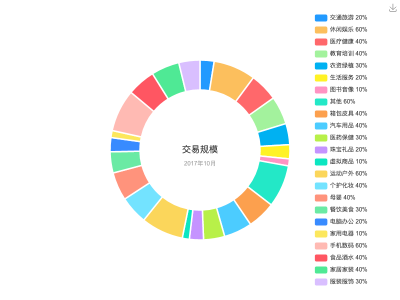 交通旅游 20%
休闲娱乐 60%
医疗健康 40%
教育培训 40%
农资绿植 30%
生活服务 20%
图书音像 10%
其他 60%
箱包皮具 40%
汽车用品 40%
医药保健 30%
珠宝礼品 20%
虚拟商品 10%
运动户外 60%
个护化妆 40%
母婴 40%
餐饮美食 30%
电脑办公 20%
家用电器 10%
手机数码 60%
食品酒水 40%
家居家装 40%
服装服饰 30%
交易规模
2017年10月